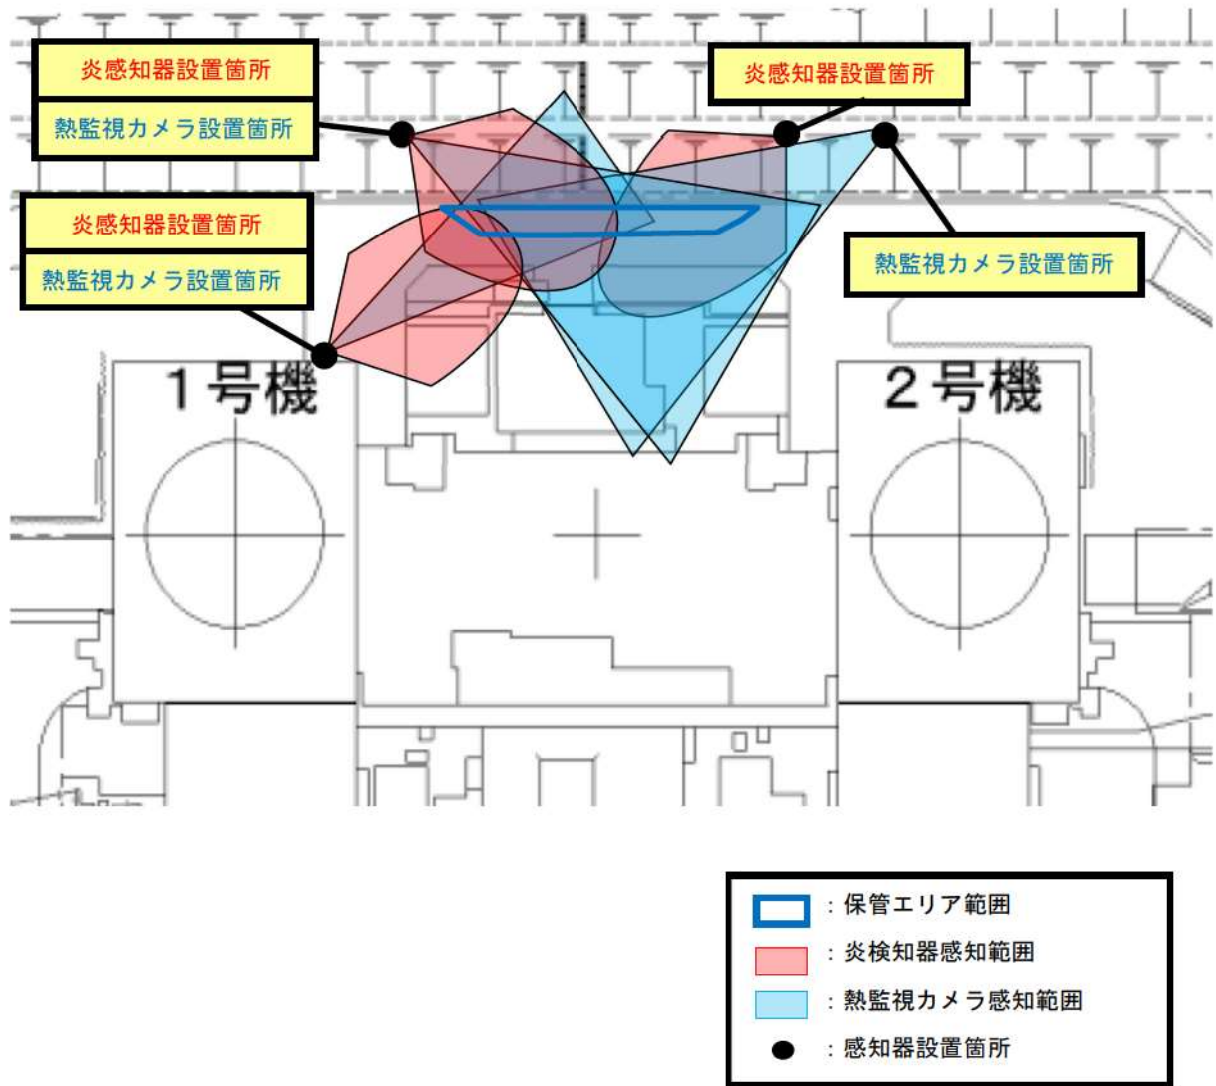 炎感知器設置箇所
熱監視カメラ設置箇所
炎感知器設置箇所
炎感知器設置箇所
熱監視カメラ設置箇所
熱監視カメラ設置箇所
1号機
2号機
：保管エリア範囲
：炎検知器感知範囲
：熱監視カメラ感知範囲
：感知器設置箇所